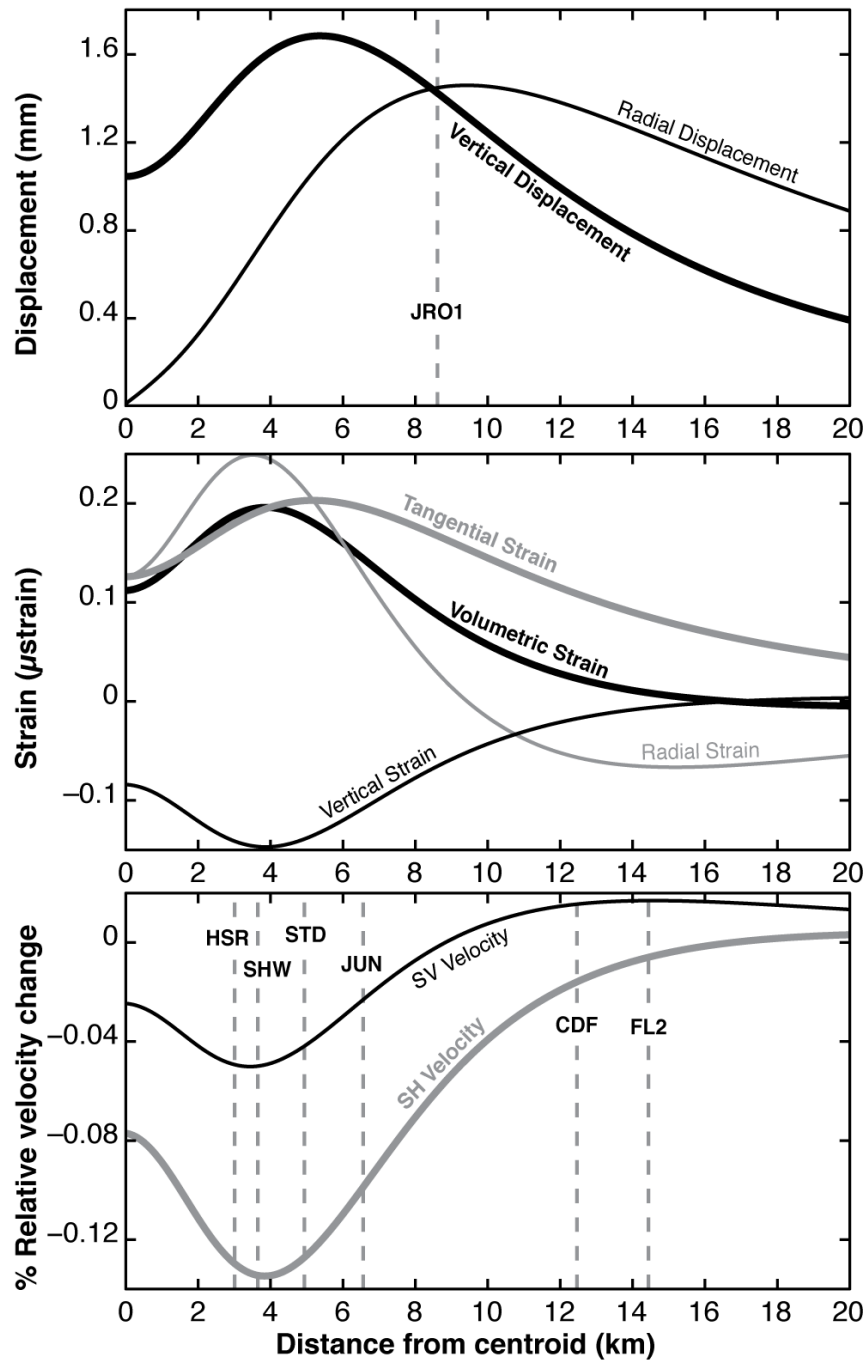 Displacement (mm)
1.6
1.2
0.8
0.4
0
Radial Displacement
Vertical Displacement
JRO1
0 2 4 6 8 10 12 14 16 18 20
Strain (μstrain)
0.2
0.1
0
−0.1
Tangential Strain
Volumetric Strain
Vertical Strain
Radial Strain
0 2 4 6 8 10 12 14 16 18 20
% Relative velocity change
0
−0.04
−0.08
−0.12
HSR
SHW
STD
JUN
SV Velocity
SH Velocity
CDF
FL2
0 2 4 6 8 10 12 14 16 18 20
Distance from centroid (km)